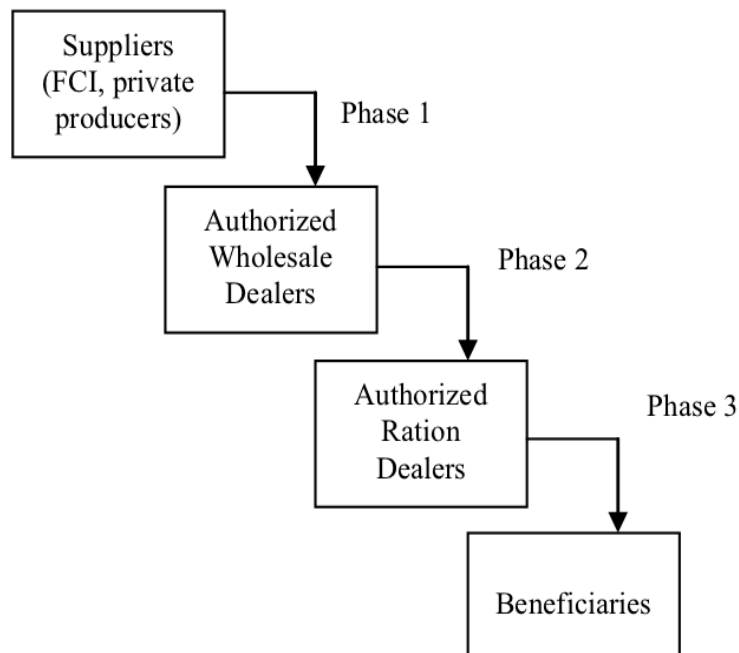 Suppliers
(FCI, private
producers)
Phase 1
Authorized
Wholesale
Dealers
Phase 2
Authorized
Ration
Dealers
Phase 3
Beneficiaries